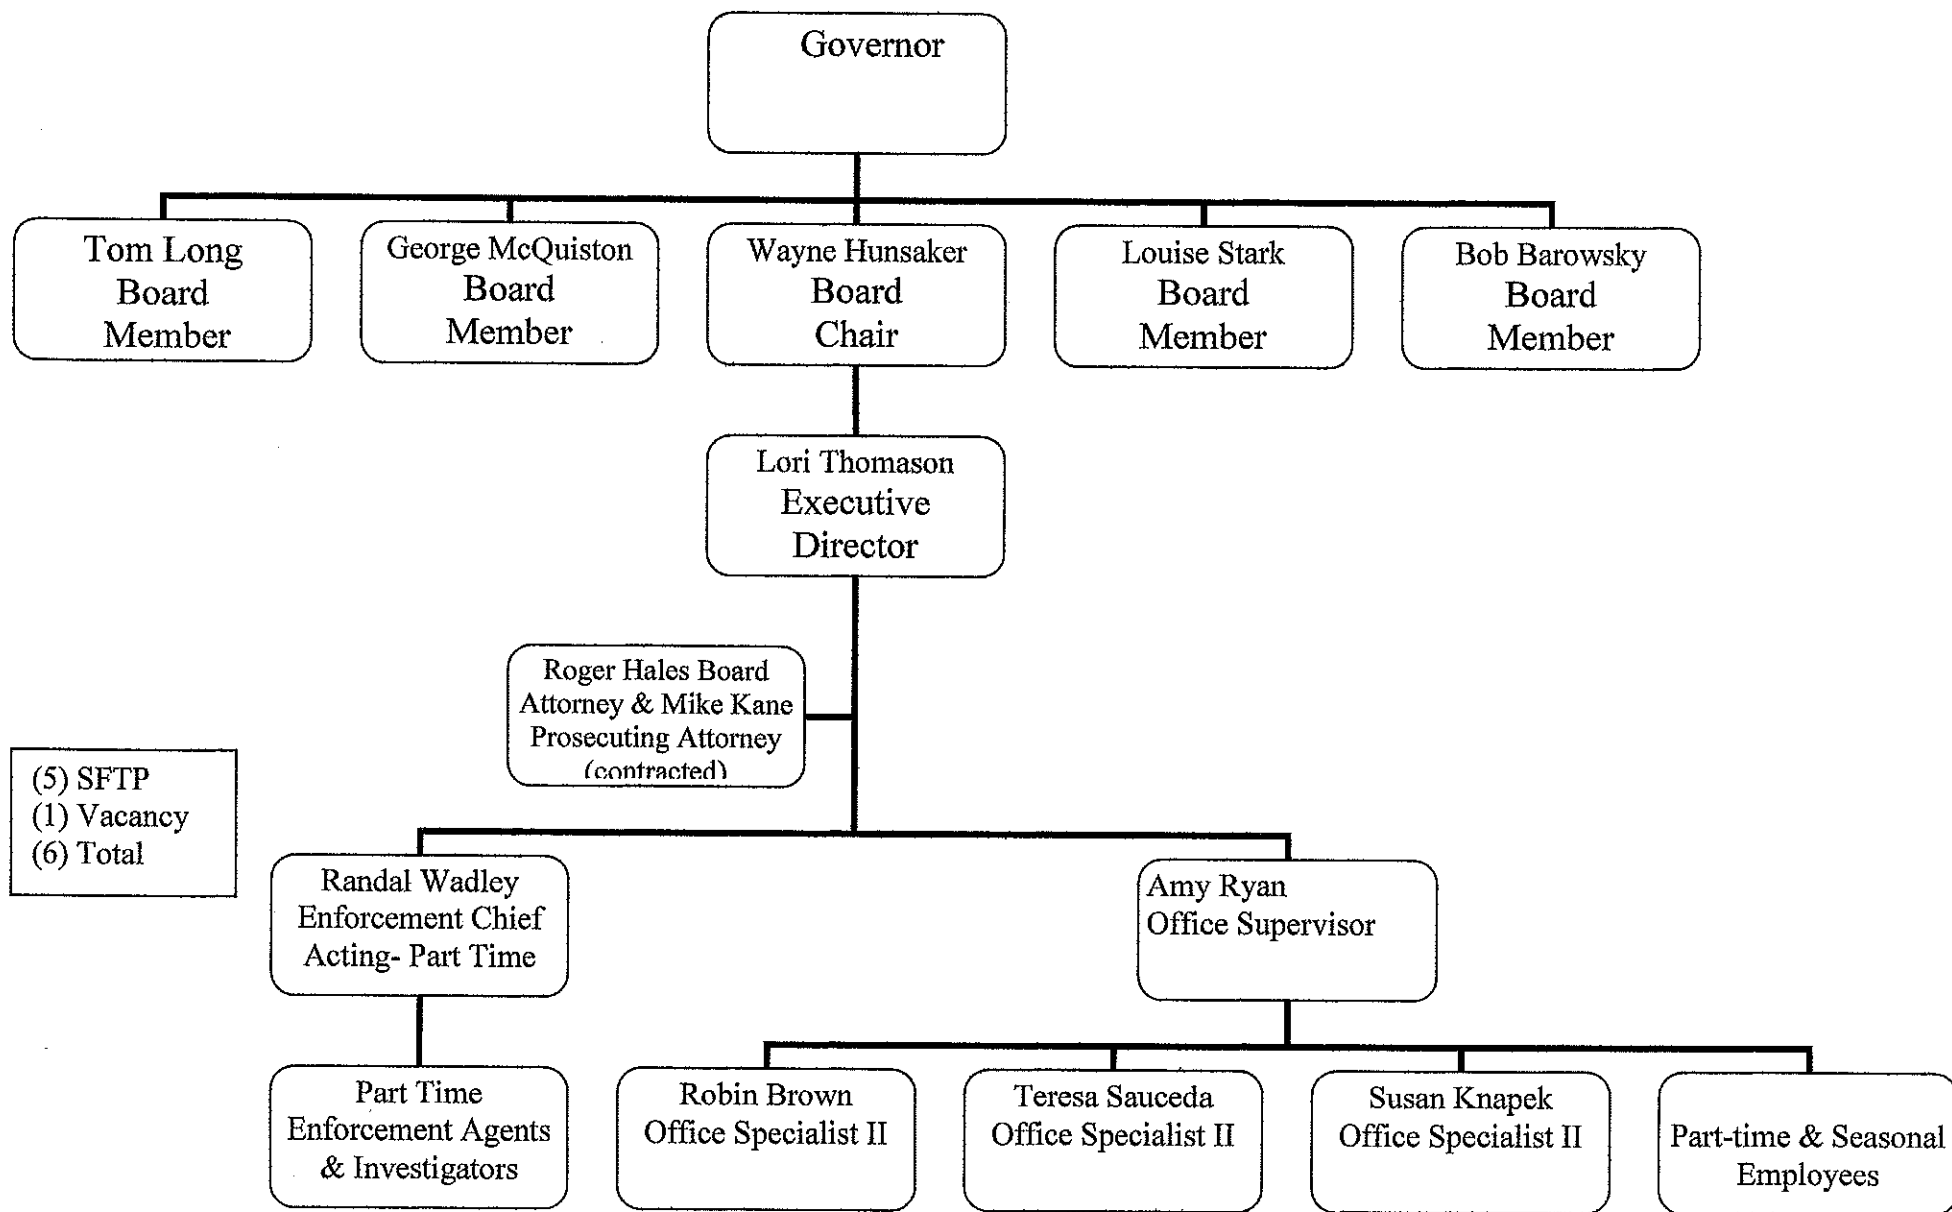 Governor
Tom Long
Board
Member
George McQuiston
Board
Member
Wayne Hunsaker
Board
Chair
Louise Stark
Board
Member
Bob Barowsky
Board
Member
Lori Thomason
Executive
Director
Roger Hales Board
Attorney & Mike Kane
Prosecuting Attorney
(contracted)
(5) SFTP
(1) Vacancy
(6) Total
Randal Wadley
Enforcement Chief
Acting- Part Time
Amy Ryan
Office Supervisor
Part Time
Enforcement Agents
& Investigators
Robin Brown
Office Specialist II
Teresa Sauceda
Office Specialist II
Susan Knapek
Office Specialist II
Part-time & Seasonal
Employees